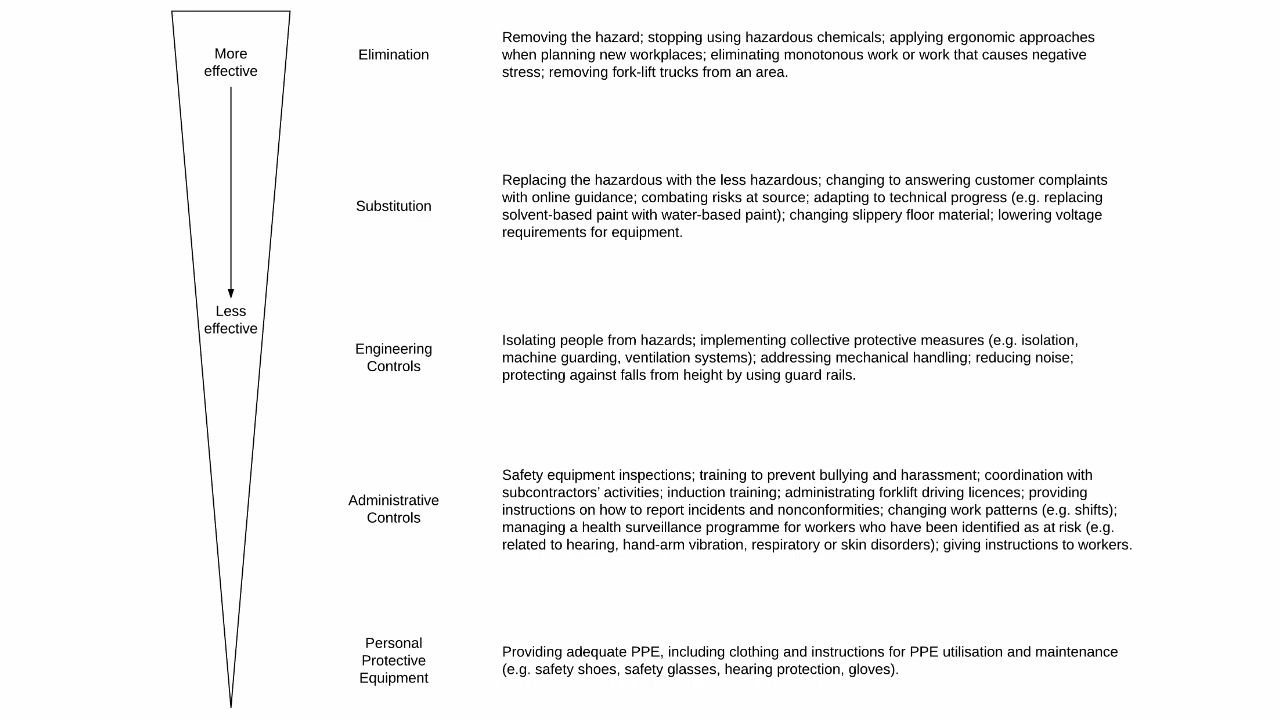 More
effective
Less
effective
Elimination
Removing the hazard; stopping using hazardous chemicals; applying ergonomic approaches
when planning new workplaces; eliminating monotonous work or work that causes negative
stress; removing fork-lift trucks from an area.
Substitution
Replacing the hazardous with the less hazardous; changing to answering customer complaints
with online guidance; combating risks at source; adapting to technical progress (e.g. replacing
solvent-based paint with water-based paint); changing slippery floor material; lowering voltage
requirements for equipment.
Engineering
Controls
Isolating people from hazards; implementing collective protective measures (e.g. isolation,
machine guarding, ventilation systems); addressing mechanical handling; reducing noise;
protecting against falls from height by using guard rails.
Administrative
Controls
Safety equipment inspections; training to prevent bullying and harassment; coordination with
subcontractors’ activities; induction training; administrating forklift driving licences; providing
instructions on how to report incidents and nonconformities; changing work patterns (e.g. shifts);
managing a health surveillance programme for workers who have been identified as at risk (e.g.
related to hearing, hand-arm vibration, respiratory or skin disorders); giving instructions to workers.
Personal
Protective
Equipment
Providing adequate PPE, including clothing and instructions for PPE utilisation and maintenance
(e.g. safety shoes, safety glasses, hearing protection, gloves).